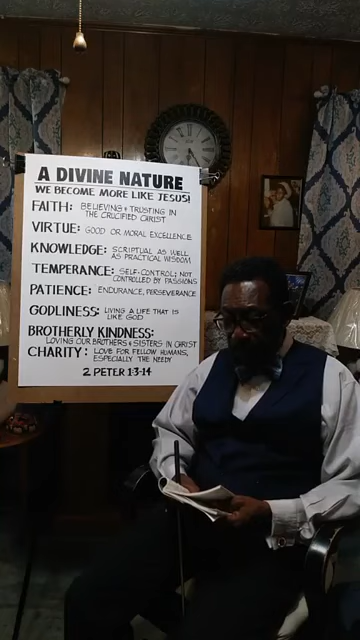 A DIVINE NATURE
WE BECOME MORE LIKE JESUS!
FAITH: BELIEVING & TRUSTING IN
THE CRUCIFIED CHRIST
VIRTUE: GOOD OR MORAL EXCELLENCE
KNOWLEDGE: SCRIPTUAL AS WELL
AS PRACTICAL WISDOM
TEMPERANCE: SELF-CONTROL; NOT
CONTROLLED BY PASSIONS
PATIENCE: ENDURANCE, PERSEVERANCE
GODLINESS: LIVING A LIFE THAT IS
LIKE GOD
BROTHERLY KINDNESS:
LOVING OUR BROTHERS & SISTERS IN CHRIST
CHARITY: LOVE FOR FELLOW HUMANS,
ESPECIALLY THE NEEDY
2 PETER 1:3-14